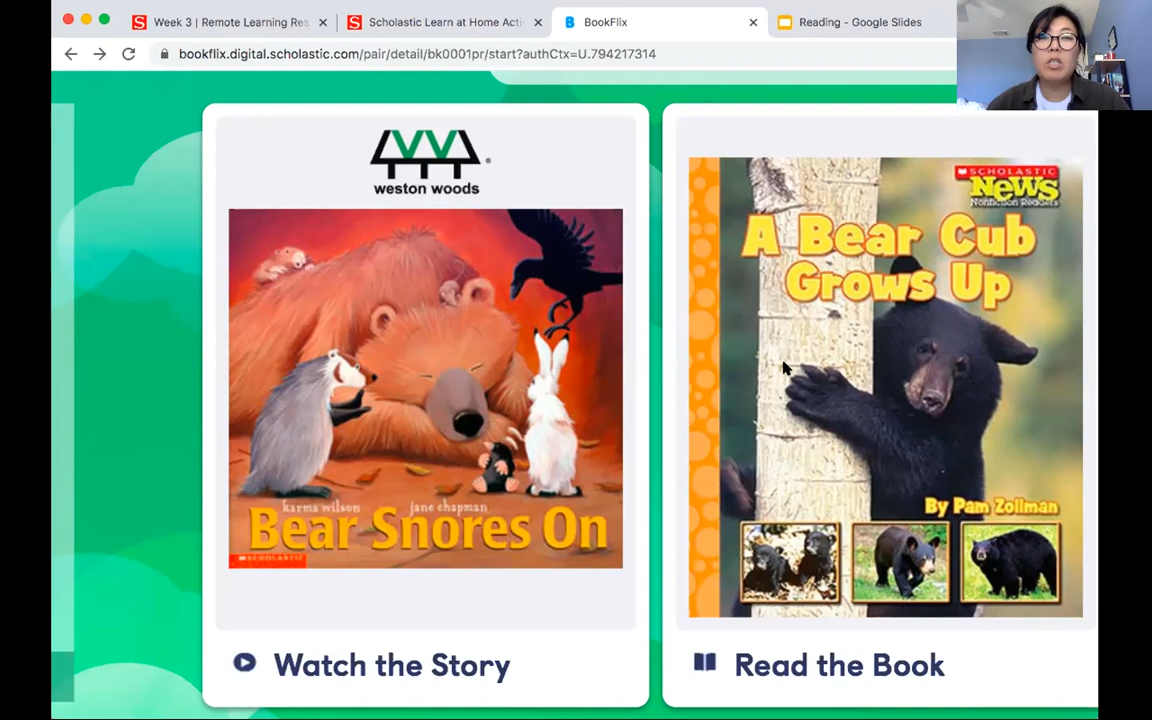 Week 3 | Remote Learning Res
Scholastic Learn at Home Acti
BookFlix
Reading - Google Slides
bookflix.digital.scholastic.com/pair/detail/bk0001pr/start?authCtx=U.794217314
weston woods
karma wilson jane chapman
Bear Snores On
SCHOLASTIC
SCHOLASTIC
News
Nonfiction Readers
A Bear Cub
Grows Up
By Pam Zollman
Watch the Story
Read the Book